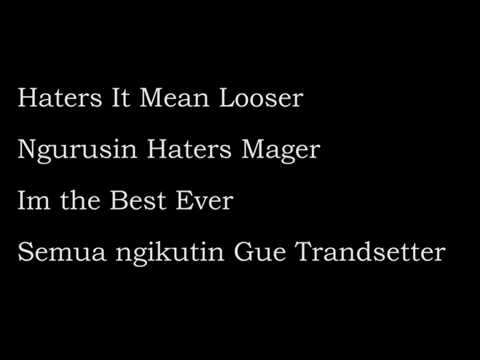 Haters It Mean Looser
Ngurusin Haters Mager
Im the Best Ever
Semua ngikutin Gue Trandsetter